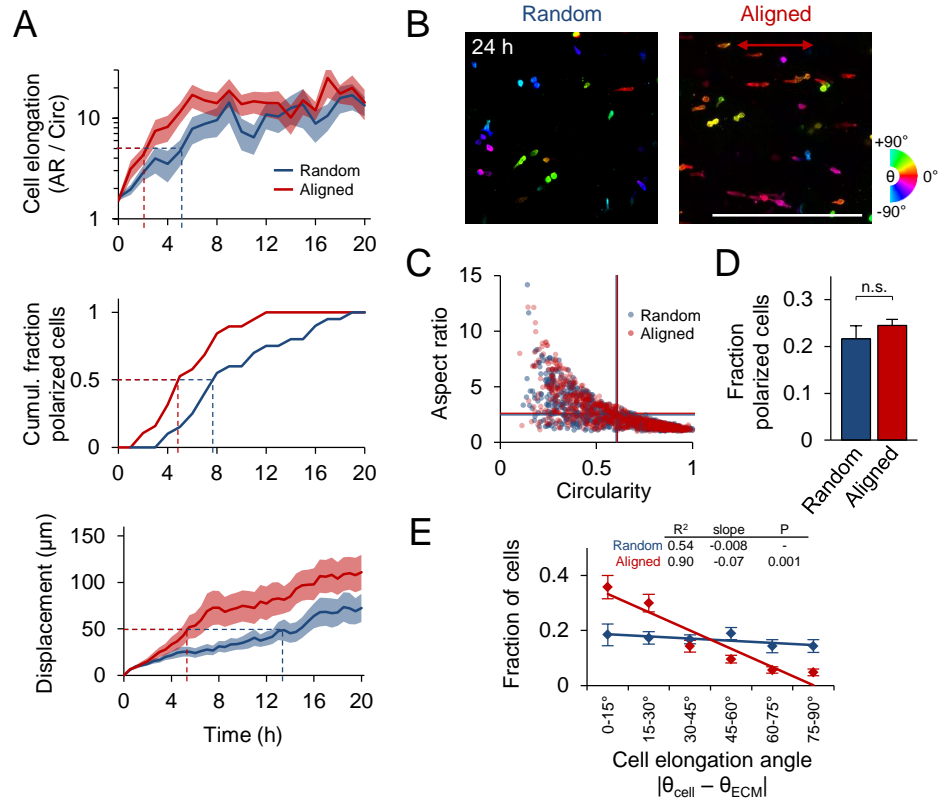 A
Cell elongation
(AR / Circ)
10
1
Random
Aligned
0
4
8
12
16
20
Cumul. fraction
polarized cells
1
0.5
0
0
4
8
12
16
20
Displacement (µm)
150
100
50
0
0
4
8
12
16
20
Time (h)
B
Random
Aligned
24 h
+90°
θ
0°
-90°
C
Aspect ratio
15
10
5
0
Random
Aligned
0
0.5
1
Circularity
D
Fraction
polarized cells
n.s.
0.3
0.2
0.1
0
Random
Aligned
E
R² slope P
Random 0.54 -0.008 -
Aligned 0.90 -0.07 0.001
Fraction of cells
0.4
0.2
0
0-15°
15-30°
30-45°
45-60°
60-75°
75-90°
Cell elongation angle
|θcell – θECM|